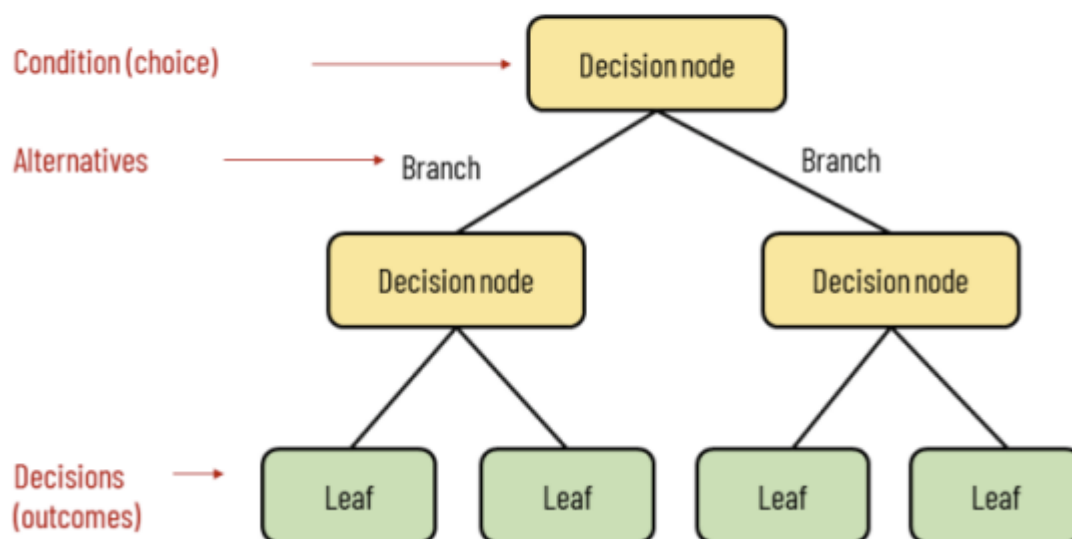 Condition (choice)
Decision node
Alternatives
Branch
Branch
Decision node
Decision node
Decisions
(outcomes)
Leaf
Leaf
Leaf
Leaf